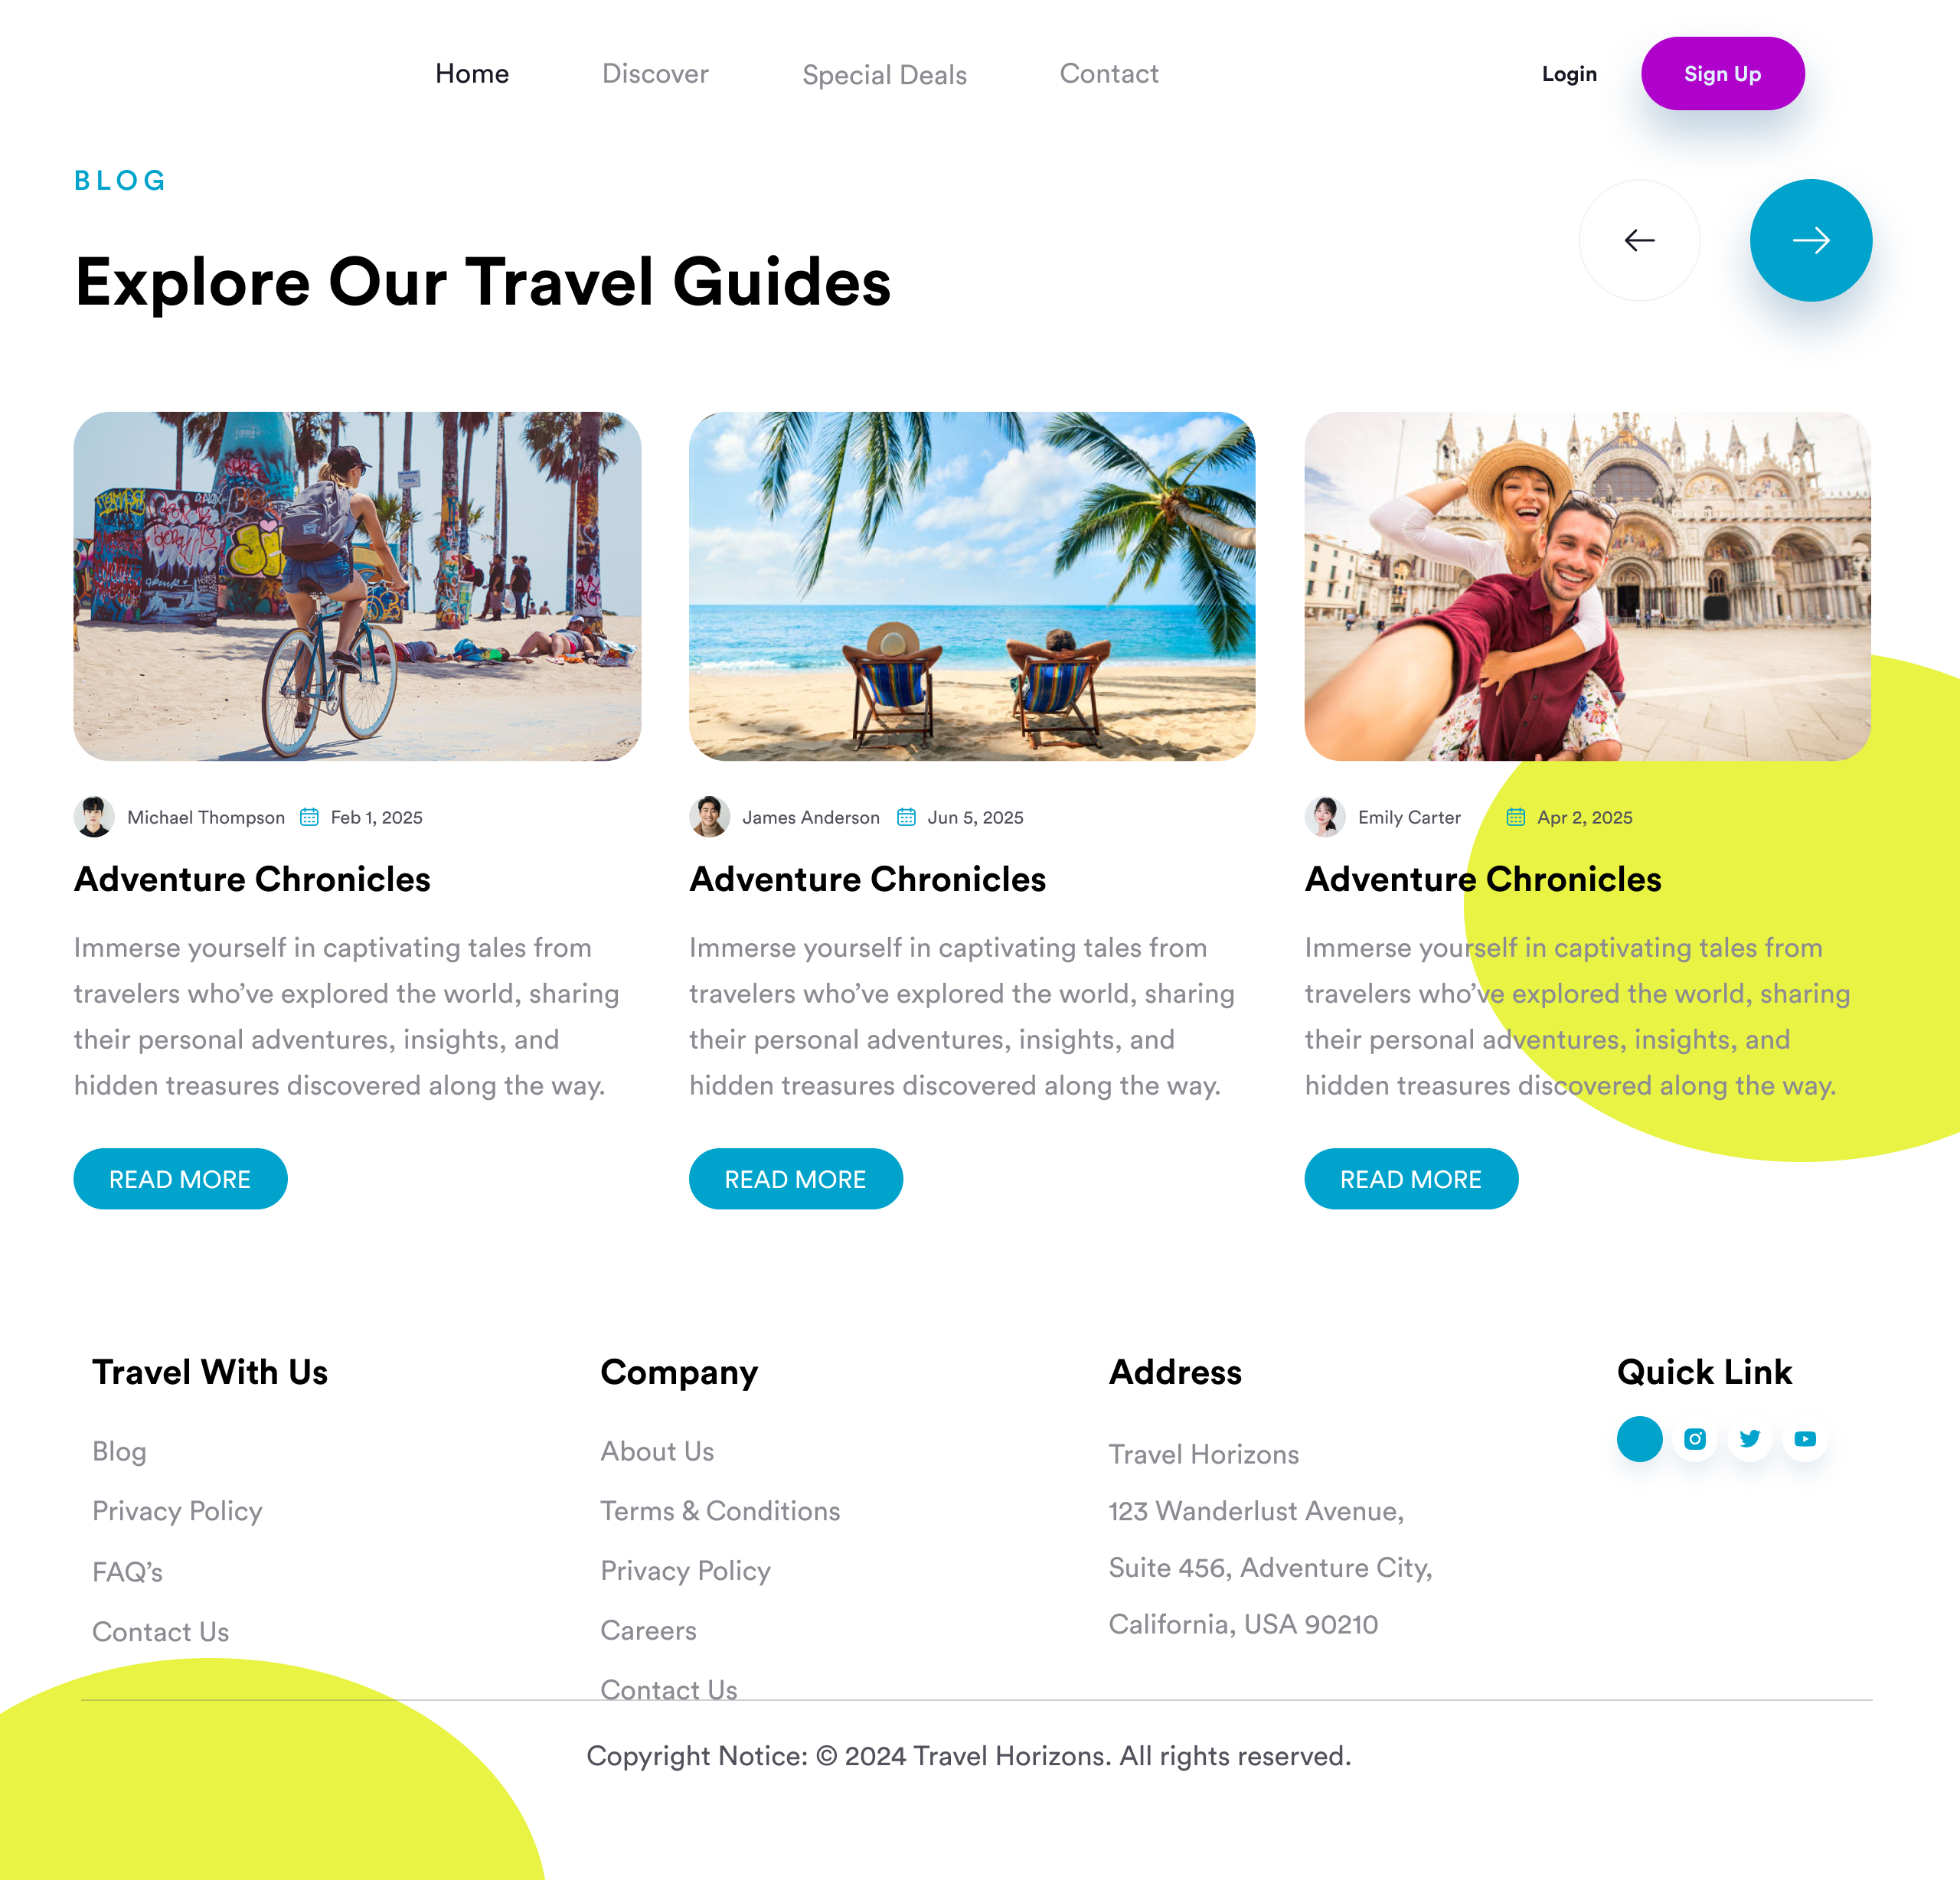 Home
Discover
Special Deals
Contact
Login
Sign Up
BLOG
Explore Our Travel Guides
Michael Thompson
Feb 1, 2025
Adventure Chronicles
Immerse yourself in captivating tales from
travelers who’ve explored the world, sharing
their personal adventures, insights, and
hidden treasures discovered along the way.
READ MORE
James Anderson
Jun 5, 2025
Adventure Chronicles
Immerse yourself in captivating tales from
travelers who’ve explored the world, sharing
their personal adventures, insights, and
hidden treasures discovered along the way.
READ MORE
Emily Carter
Apr 2, 2025
Adventure Chronicles
Immerse yourself in captivating tales from
travelers who’ve explored the world, sharing
their personal adventures, insights, and
hidden treasures discovered along the way.
READ MORE
Travel With Us
Blog
Privacy Policy
FAQ’s
Contact Us
Company
About Us
Terms & Conditions
Privacy Policy
Careers
Contact Us
Address
Travel Horizons
123 Wanderlust Avenue,
Suite 456, Adventure City,
California, USA 90210
Quick Link
Copyright Notice: © 2024 Travel Horizons. All rights reserved.